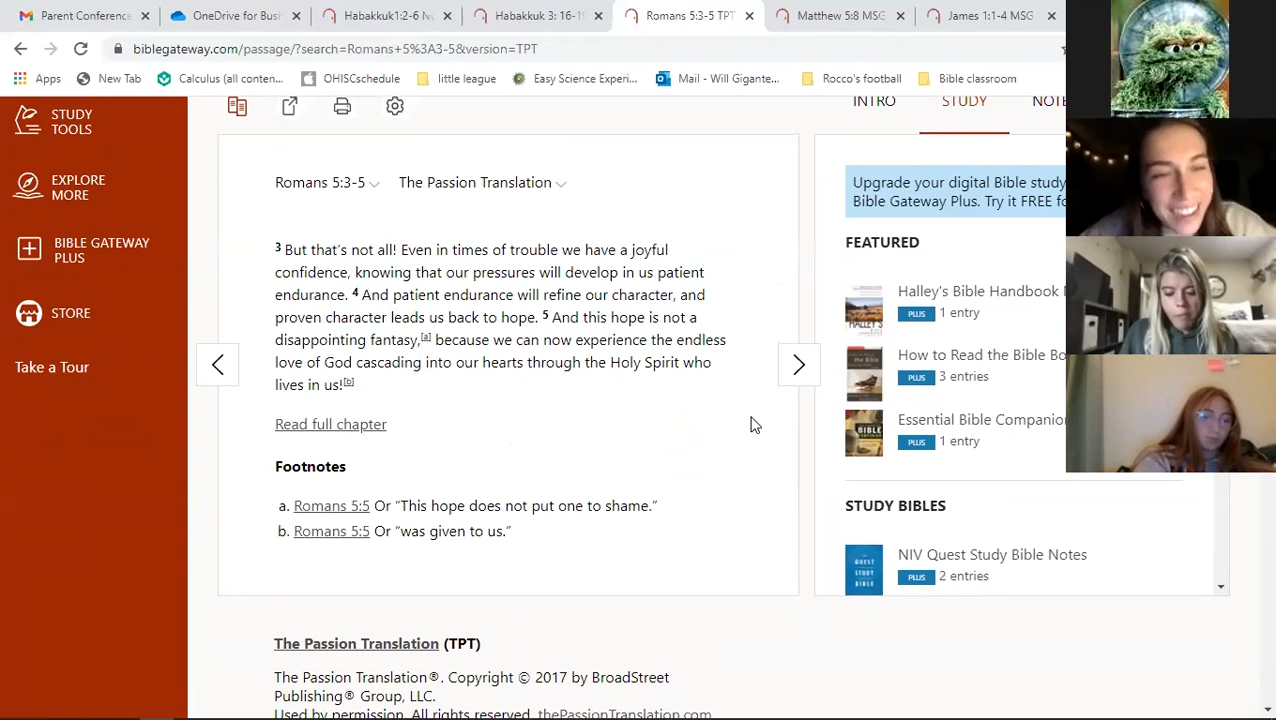 Parent Conference
OneDrive for Busi
Habakkuk1:2-6 N
Habakkuk 3: 16-1
Romans 5:3-5 TPT
Matthew 5:8 MSG
James 1:1-4 MSG
biblegateway.com/passage/?search=Romans+5%3A3-5&version=TPT
Apps
New Tab
Calculus (all conten...
OHISCschedule
little league
Easy Science Experi...
Mail - Will Gigante...
Rocco's football
Bible classroom
STUDY
TOOLS
EXPLORE
MORE
BIBLE GATEWAY
PLUS
STORE
Take a Tour
INTRO
STUDY
NOTE
Romans 5:3-5
The Passion Translation
3 But that's not all! Even in times of trouble we have a joyful
confidence, knowing that our pressures will develop in us patient
endurance. 4 And patient endurance will refine our character, and
proven character leads us back to hope. 5 And this hope is not a
disappointing fantasy,[a] because we can now experience the endless
love of God cascading into our hearts through the Holy Spirit who
lives in us![b]
Read full chapter
Footnotes
a. Romans 5:5 Or “This hope does not put one to shame.”
b. Romans 5:5 Or “was given to us.”
Upgrade your digital Bible study
Bible Gateway Plus. Try it FREE fo
FEATURED
Halley's Bible Handbook
PLUS 1 entry
How to Read the Bible Bo
PLUS 3 entries
Essential Bible Companion
PLUS 1 entry
STUDY BIBLES
NIV Quest Study Bible Notes
PLUS 2 entries
The Passion Translation (TPT)
The Passion Translation®. Copyright © 2017 by BroadStreet
Publishing® Group, LLC.
Used by permission. All rights reserved. thePassionTranslation.com